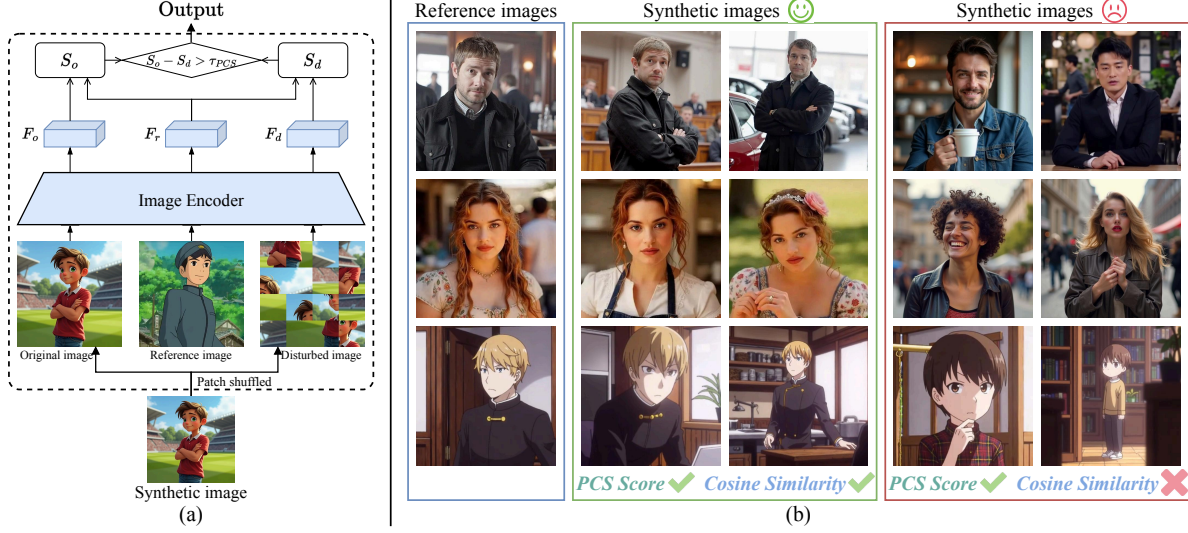 Output
S_o
S_o − S_d > τ_PCS
S_d
F_o
F_r
F_d
Image Encoder
Original image
Reference image
Disturbed image
Patch shuffled
Synthetic image
(a)
Reference images
Synthetic images
Synthetic images
PCS Score
Cosine Similarity
PCS Score
Cosine Similarity
(b)